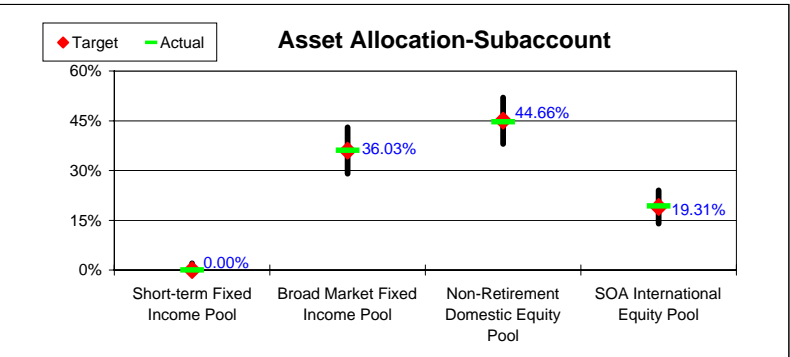 Target Actual
Asset Allocation-Subaccount
60%
45%
30%
15%
0%
0.00%
36.03%
44.66%
19.31%
Short-term Fixed
Income Pool
Broad Market Fixed
Income Pool
Non-Retirement
Domestic Equity
Pool
SOA International
Equity Pool